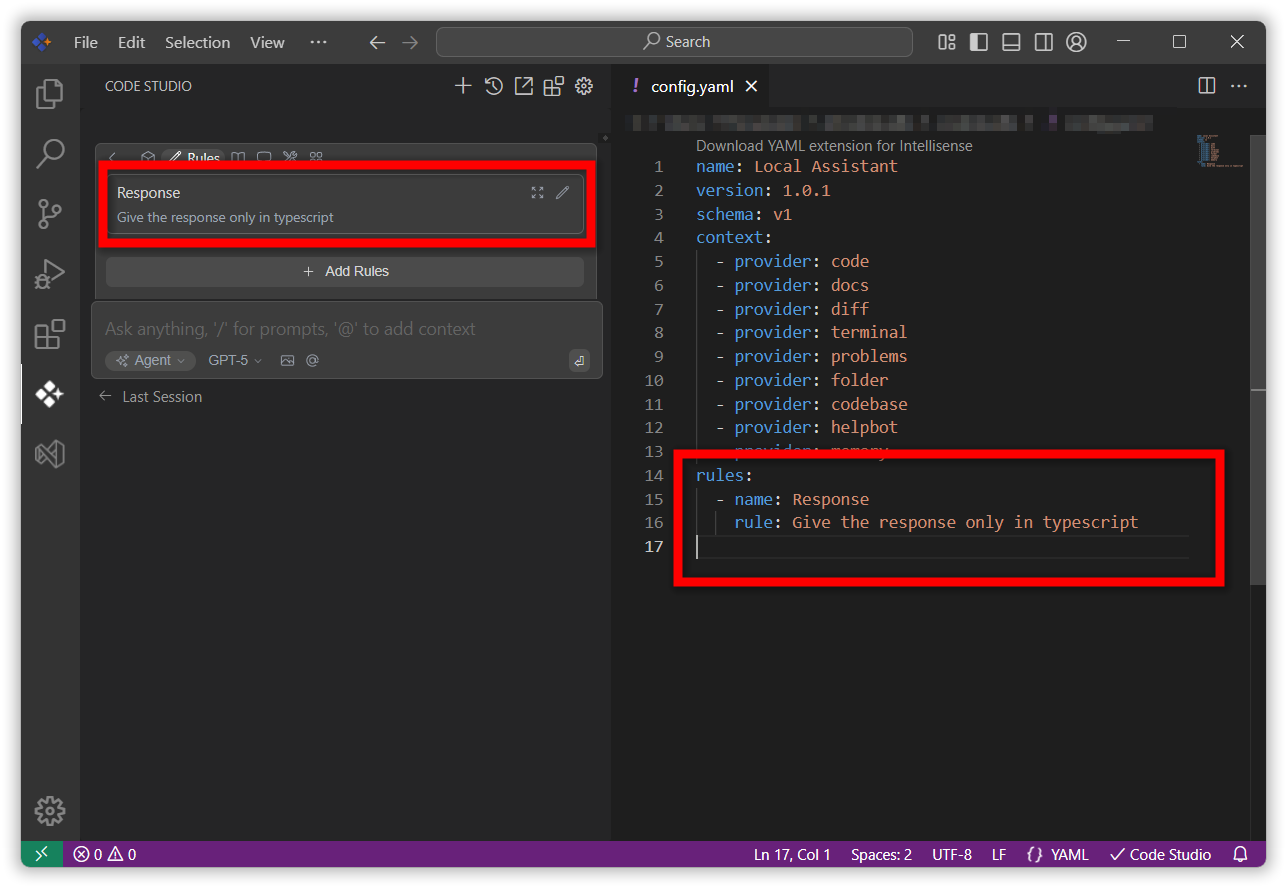 File Edit Selection View ··· Search
CODE STUDIO
Rules
Response
Give the response only in typescript
+ Add Rules
Ask anything, '/' for prompts, '@' to add context
Agent GPT-5 @
← Last Session
! config.yaml
Download YAML extension for Intellisense
1 name: Local Assistant
2 version: 1.0.1
3 schema: v1
4 context:
5 - provider: code
6 - provider: docs
7 - provider: diff
8 - provider: terminal
9 - provider: problems
10 - provider: folder
11 - provider: codebase
12 - provider: helpbot
13 - provider: memory
14 rules:
15 - name: Response
16 rule: Give the response only in typescript
17
0 0 Ln 17, Col 1 Spaces: 2 UTF-8 LF {} YAML Code Studio